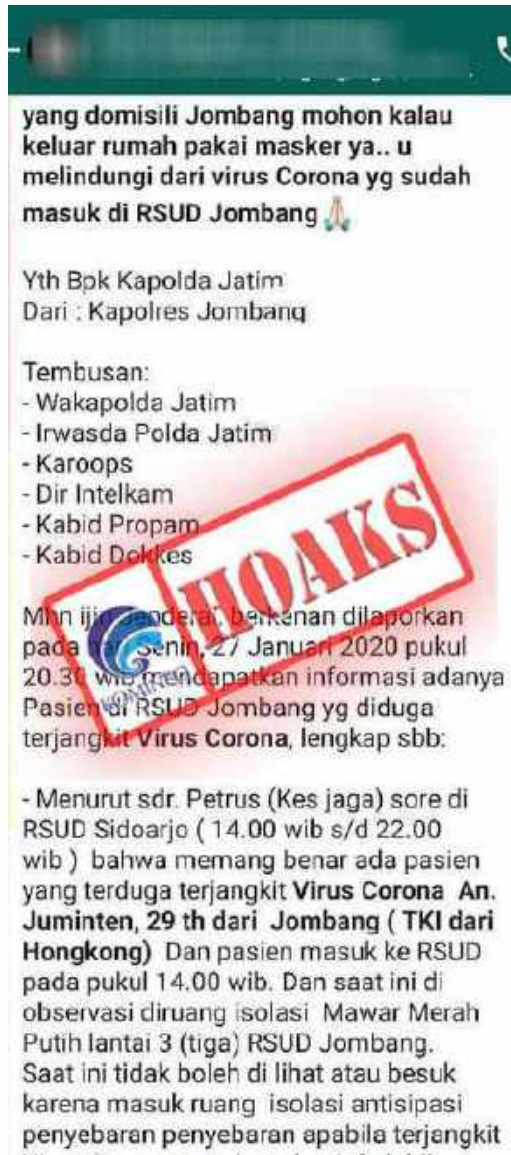 yang domisili Jombang mohon kalau
keluar rumah pakai masker ya.. u
melindungi dari virus Corona yg sudah
masuk di RSUD Jombang 🙏🏻
Yth Bpk Kapolda Jatim
Dari : Kapolres Jombang
Tembusan:
- Wakapolda Jatim
- Irwasda Polda Jatim
- Karoops
- Dir Intelkam
- Kabid Propam
- Kabid Dokkes
HOAKS
KOMINFO
Mhn ijin Jenderal, berkenan dilaporkan
pada hari Senin, 27 Januari 2020 pukul
20.30 wib mendapatkan informasi adanya
Pasien di RSUD Jombang yg diduga
terjangkit Virus Corona, lengkap sbb:
- Menurut sdr. Petrus (Kes jaga) sore di
RSUD Sidoarjo ( 14.00 wib s/d 22.00
wib ) bahwa memang benar ada pasien
yang terduga terjangkit Virus Corona An.
Juminten, 29 th dari Jombang ( TKI dari
Hongkong) Dan pasien masuk ke RSUD
pada pukul 14.00 wib. Dan saat ini di
observasi diruang isolasi Mawar Merah
Putih lantai 3 (tiga) RSUD Jombang.
Saat ini tidak boleh di lihat atau besuk
karena masuk ruang isolasi antisipasi
penyebaran penyebaran apabila terjangkit